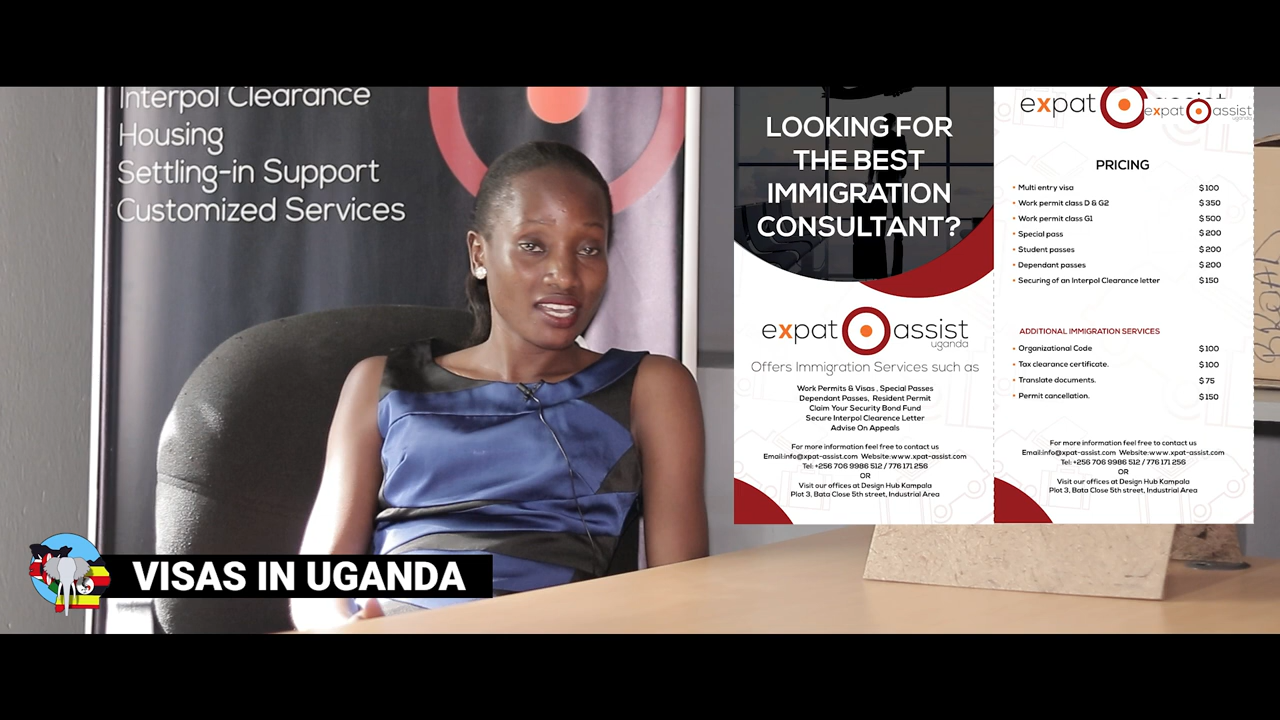 Interpol Clearance
Housing
Settling-in Support
Customized Services
LOOKING FOR
THE BEST
IMMIGRATION
CONSULTANT?
expat assist
uganda
Offers Immigration Services such as
Work Permits & Visas , Special Passes
Dependant Passes, Resident Permit
Claim Your Security Bond Fund
Secure Interpol Clearence Letter
Advise On Appeals
For more information feel free to contact us
Email:info@xpat-assist.com Website:www.xpat-assist.com
Tel: +256 706 9986 512 / 776 171 256
OR
Visit our offices at Design Hub Kampala
Plot 3, Bata Close 5th street, Industrial Area
expat assist
expat assist
uganda
PRICING
• Multi entry visa $100
• Work permit class D & G2 $350
• Work permit class G1 $500
• Special pass $200
• Student passes $200
• Dependant passes $200
• Securing of an Interpol Clearance letter $150
ADDITIONAL IMMIGRATION SERVICES
• Organizational Code $100
• Tax clearance certificate. $100
• Translate documents. $75
• Permit cancellation. $150
For more information feel free to contact us
Email:info@xpat-assist.com Website:www.xpat-assist.com
Tel: +256 706 9986 512 / 776 171 256
OR
Visit our offices at Design Hub Kampala
Plot 3, Bata Close 5th street, Industrial Area
VISAS IN UGANDA